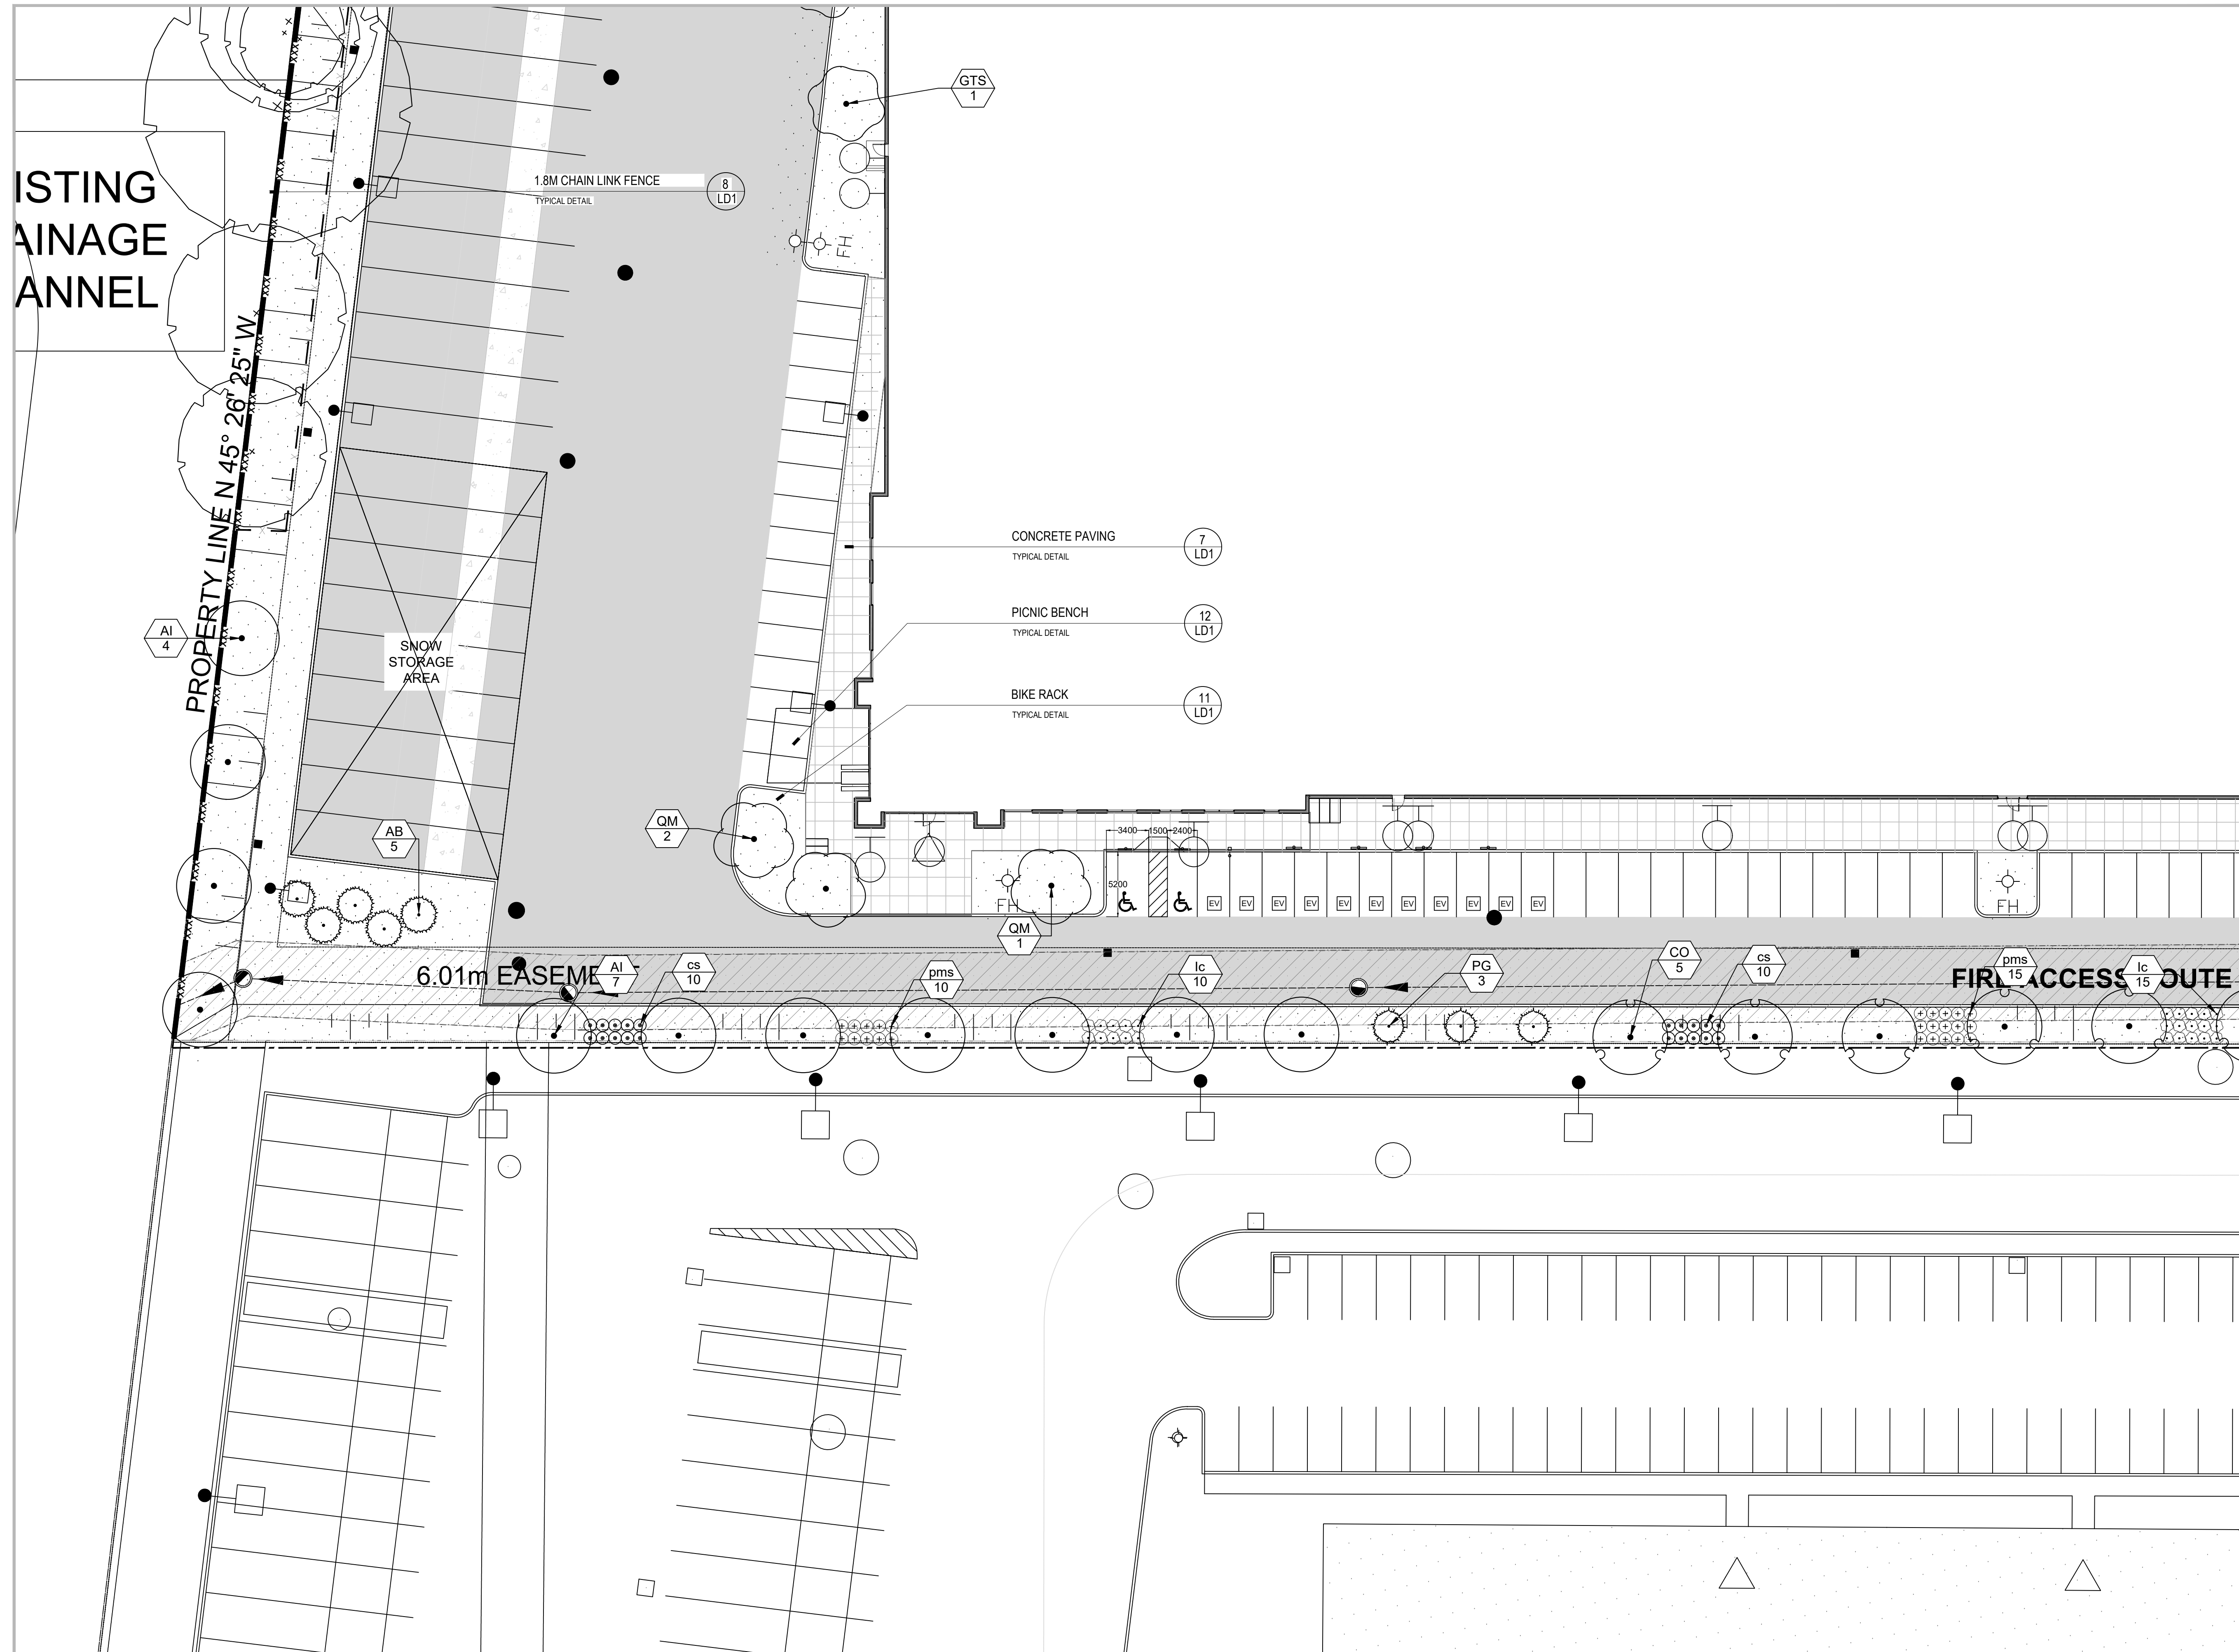 GTS
1
1.8M CHAIN LINK FENCE
TYPICAL DETAIL
8
LD1
ISTING
AINAGE
ANNEL
FH
PROPERTY LINE N 45° 26' 25" W
CONCRETE PAVING
TYPICAL DETAIL
7
LD1
PICNIC BENCH
TYPICAL DETAIL
12
LD1
AI
4
SNOW
STORAGE
AREA
BIKE RACK
TYPICAL DETAIL
11
LD1
AB
5
QM
2
3400
1500
2400
5200
FH
EV
EV
EV
EV
EV
EV
EV
EV
EV
EV
EV
FH
QM
1
6.01m EASEME
AI
7
cs
10
pms
10
lc
10
PG
3
CO
5
cs
10
FIRE ACCESS ROUTE
pms
15
lc
15